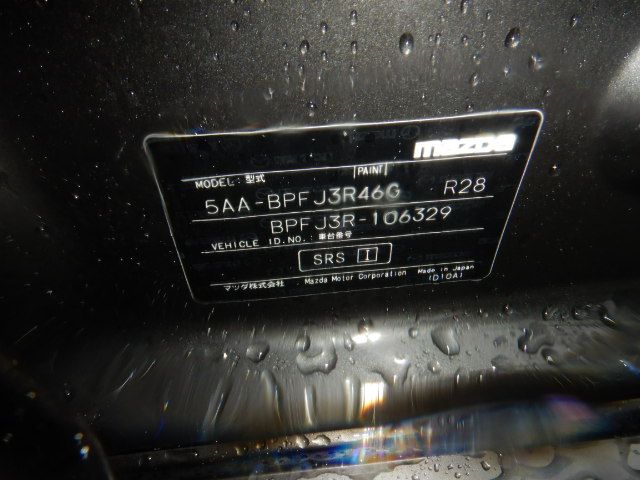 mazda
MODEL: 型式 PAINT
5AA-BPFJ3R46G R28
BPFJ3R-106329
VEHICLE ID.NO.: 車台番号
SRS I
マツダ株式会社 Mazda Motor Corporation Made in Japan
(D10A)